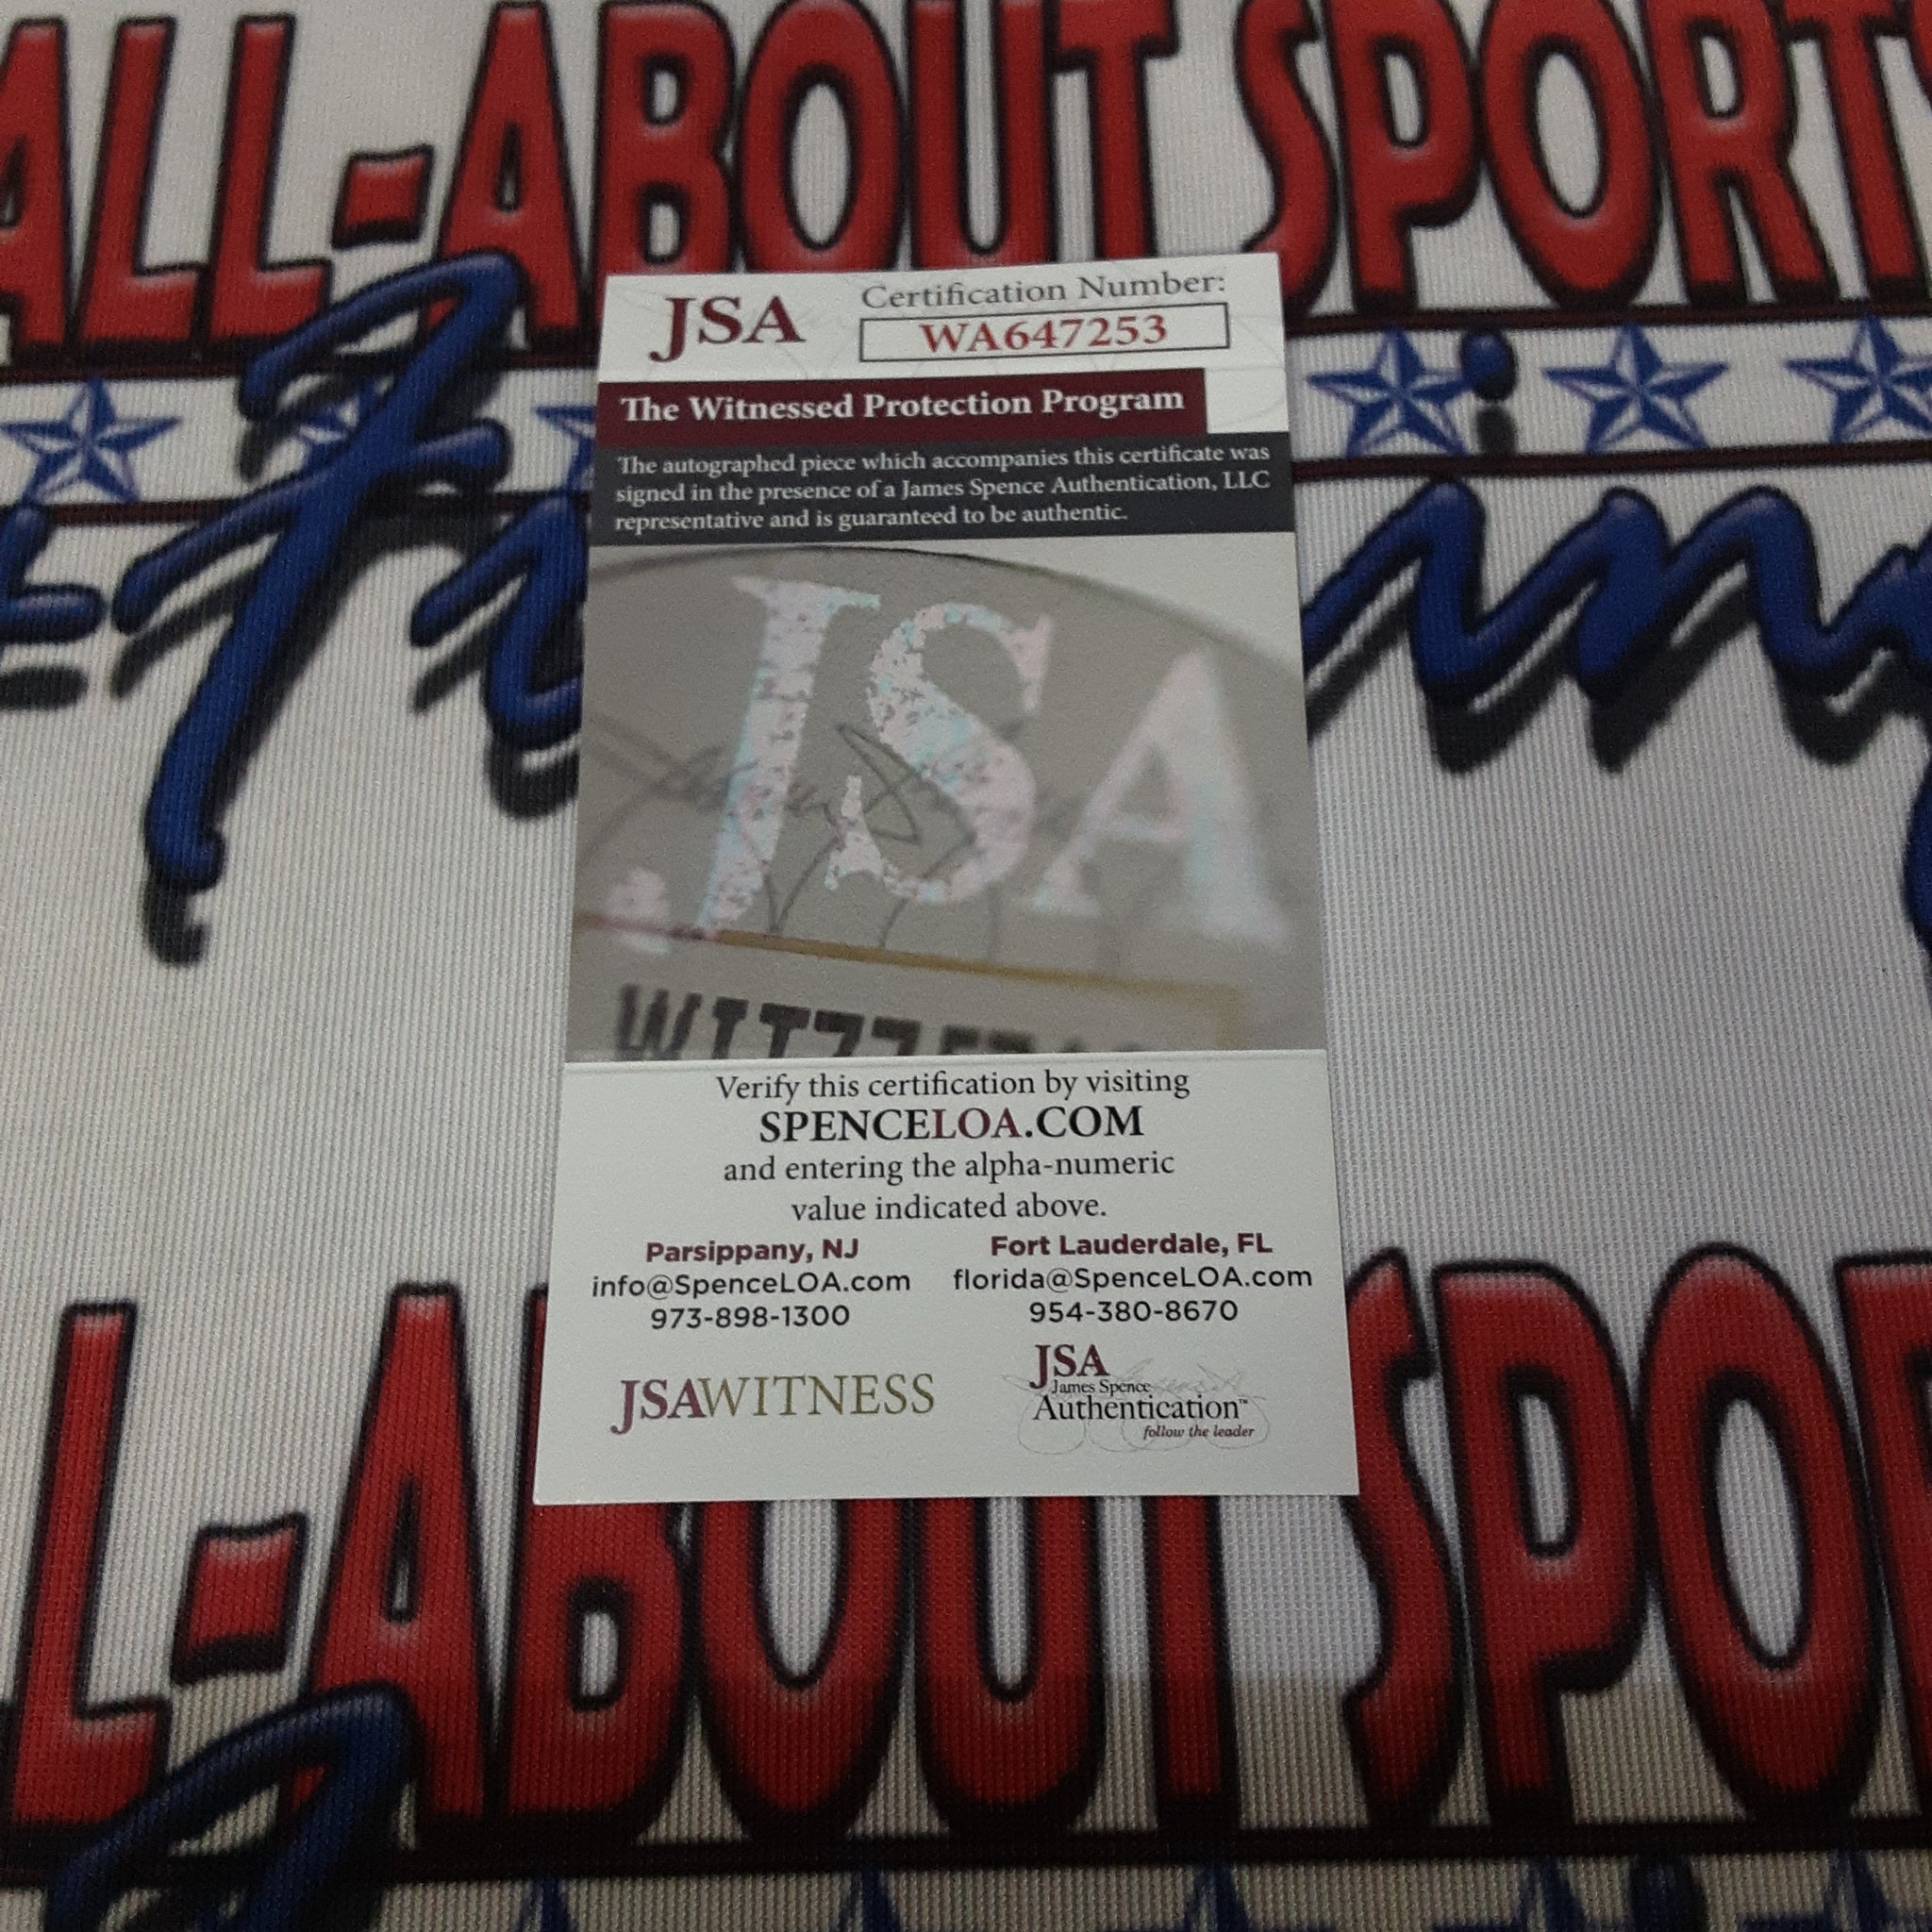 ALL-ABOUT SPORTS
JSA
Certification Number:
WA647253
The Witnessed Protection Program
The autographed piece which accompanies this certificate was
signed in the presence of a James Spence Authentication, LLC
representative and is guaranteed to be authentic.
JSA
Verify this certification by visiting
SPENCELOA.COM
and entering the alpha-numeric
value indicated above.
Parsippany, NJ
info@SpenceLOA.com
973-898-1300
Fort Lauderdale, FL
florida@SpenceLOA.com
954-380-8670
JSAWITNESS
JSA
James Spence
Authentication™
follow the leader
L-ABOUT SPO